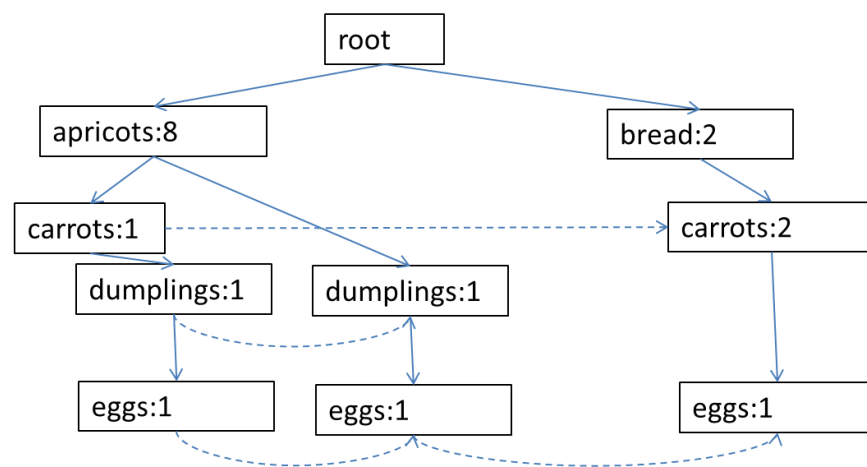 root
apricots:8
bread:2
carrots:1
carrots:2
dumplings:1
dumplings:1
eggs:1
eggs:1
eggs:1